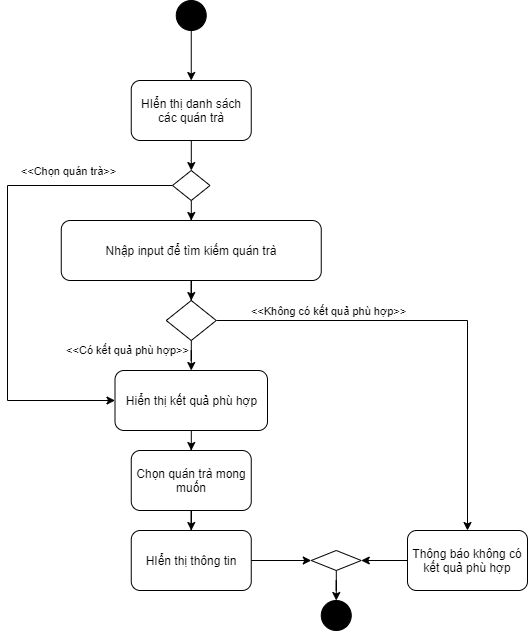 HIển thị danh sách
các quán trà
<<Chọn quán trà>>
Nhập input để tìm kiếm quán trà
<<Không có kết quả phù hợp>>
<<Có kết quả phù hợp>>
Hiển thị kết quả phù hợp
Chọn quán trà mong
muốn
HIển thị thông tin
Thông báo không có
kết quả phù hợp